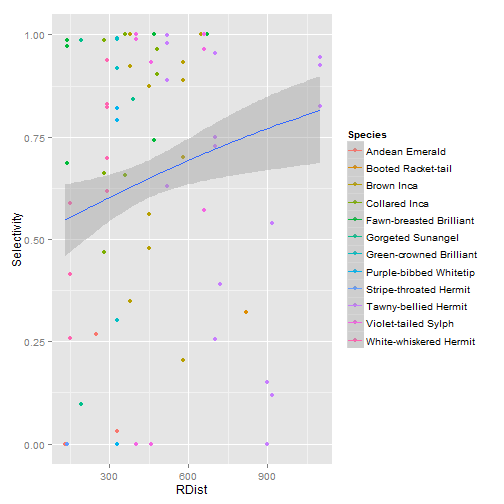 1.00
0.75
0.50
0.25
0.00
Selectivity
300
600
900
RDist
Species
Andean Emerald
Booted Racket-tail
Brown Inca
Collared Inca
Fawn-breasted Brilliant
Gorgeted Sunangel
Green-crowned Brilliant
Purple-bibbed Whitetip
Stripe-throated Hermit
Tawny-bellied Hermit
Violet-tailed Sylph
White-whiskered Hermit